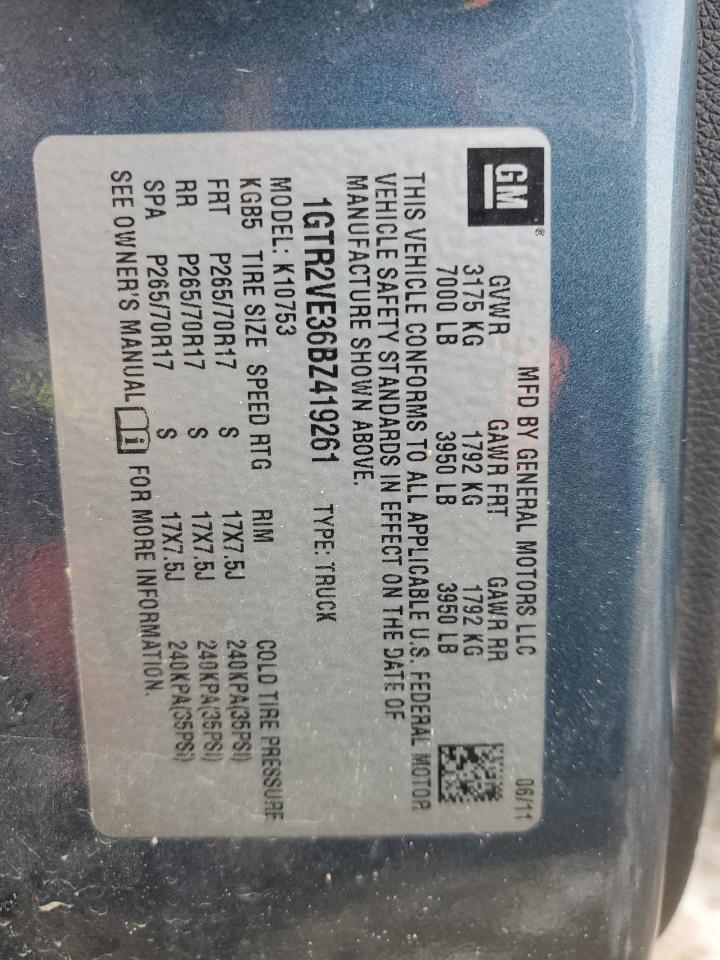 GM®
MFD BY GENERAL MOTORS LLC 06/11
GVWR GAWR FRT GAWR RR
3175 KG 1792 KG 1792 KG
7000 LB 3950 LB 3950 LB
THIS VEHICLE CONFORMS TO ALL APPLICABLE U.S. FEDERAL MOTOR
VEHICLE SAFETY STANDARDS IN EFFECT ON THE DATE OF
MANUFACTURE SHOWN ABOVE.
1GTR2VE36BZ419261 TYPE: TRUCK
MODEL: K10753
KGB5 TIRE SIZE SPEED RTG RIM COLD TIRE PRESSURE
FRT P265/70R17 S 17X7.5J 240KPA(35PSI)
RR P265/70R17 S 17X7.5J 240KPA(35PSI)
SPA P265/70R17 S 17X7.5J 240KPA(35PSI)
SEE OWNER'S MANUAL i FOR MORE INFORMATION.